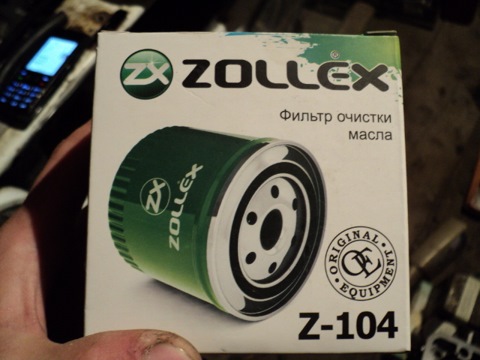 ZX ZOLLEX®
Фильтр очистки
масла
ZX
ZOLLEX
ORIGINAL
OE
EQUIPMENT
Z-104